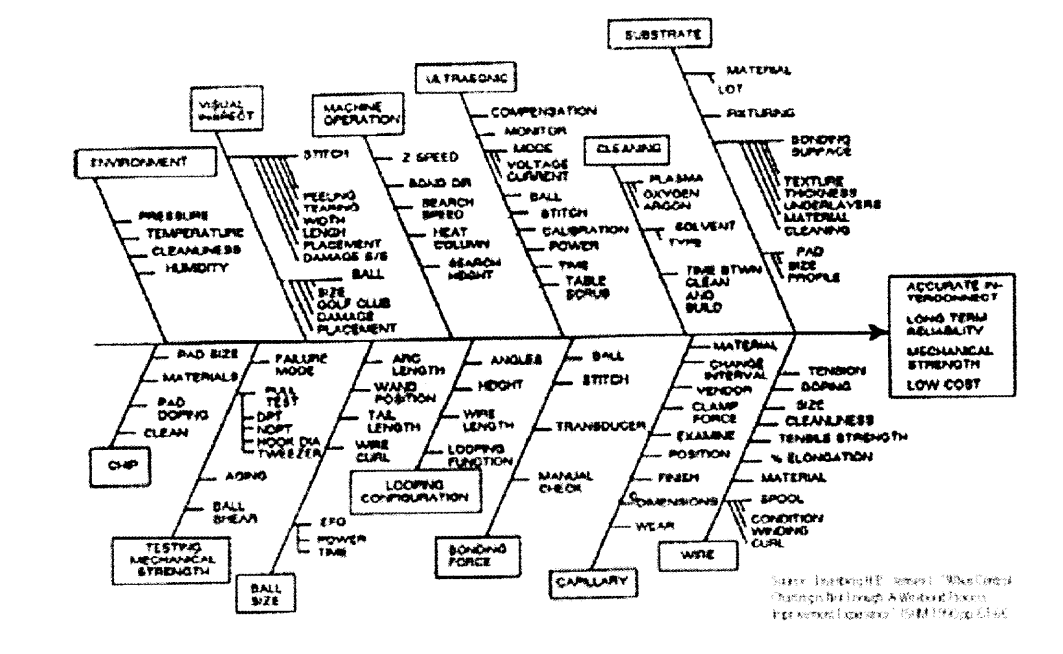 SUBSTRATE
MATERIAL
LOT
FIXTURING
BONDING
SURFACE
TEXTURE
THICKNESS
UNDERLAYERS
MATERIAL
CLEANING
PAD
SIZE
PROFILE
ULTRASONIC
COMPENSATION
MONITOR
MODE
VOLTAGE
CURRENT
BALL
STITCH
CALIBRATION
POWER
TIME
TABLE
SCRUB
CLEANING
PLASMA
OXYGEN
ARGON
SOLVENT
TYPE
TIME BTWN
CLEAN
AND
BUILD
MACHINE
OPERATION
Z SPEED
BOND DIR
SEARCH
SPEED
HEAT
COLUMN
SEARCH
HEIGHT
VISUAL
INSPECT
STITCH
PEELING
TEARING
WIDTH
LENGH
PLACEMENT
DAMAGE S/S
BALL
SIZE
GOLF CLUB
DAMAGE
PLACEMENT
ENVIRONMENT
PRESSURE
TEMPERATURE
CLEANLINESS
HUMIDITY
ACCURATE IN-
TERCONNECT
LONG TERM
RELIABILITY
MECHANICAL
STRENGTH
LOW COST
PAD SIZE
MATERIALS
PAD
DOPING
CLEAN
CHIP
FAILURE
MODE
PULL
TEST
DPT
NDPT
HOOK DIA
TWEEZER
AGING
BALL
SHEAR
TESTING
MECHANICAL
STRENGTH
ARG
LENGTH
WAND
POSITION
TAIL
LENGTH
WIRE
CURL
EFO
POWER
TIME
BALL
SIZE
ANGLES
HEIGHT
WIRE
LENGTH
LOOPING
FUNCTION
LOOPING
CONFIGURATION
BALL
STITCH
TRANSDUCER
MANUAL
CHECK
BONDING
FORCE
MATERIAL
CHANGE
INTERVAL
VENDOR
CLAMP
FORCE
EXAMINE
POSITION
FINISH
DIMENSIONS
WEAR
CAPILLARY
TENSION
DOPING
SIZE
CLEANLINESS
TENSILE STRENGTH
% ELONGATION
MATERIAL
SPOOL
CONDITION
WINDING
CURL
WIRE